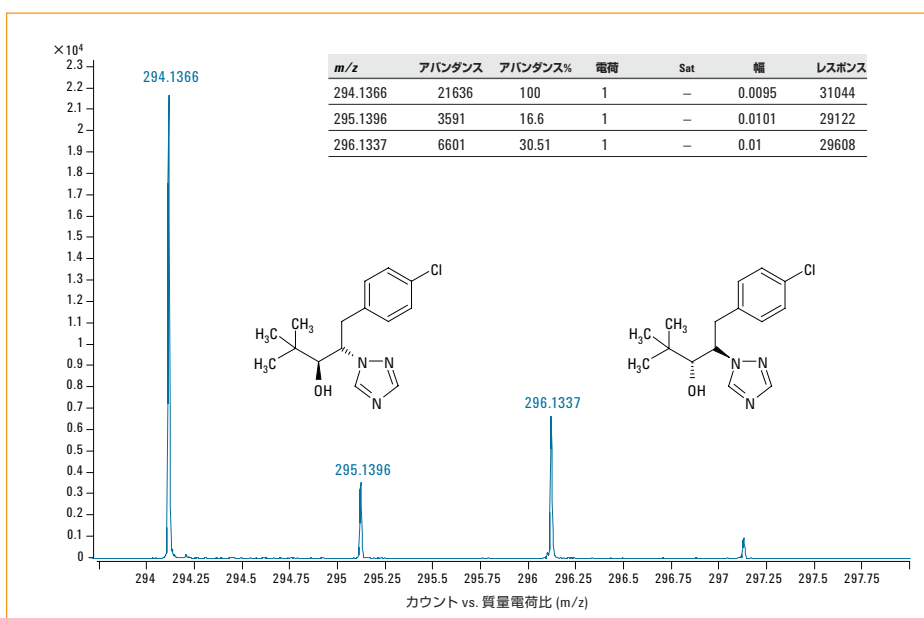 ×10⁴
2.3
2.2
2.1
2
1.9
1.8
1.7
1.6
1.5
1.4
1.3
1.2
1.1
1
0.9
0.8
0.7
0.6
0.5
0.4
0.3
0.2
0.1
0
294.1366
295.1396
296.1337
m/z アバンダンス アバンダンス% 電荷 Sat 幅 レスポンス
294.1366 21636 100 1 – 0.0095 31044
295.1396 3591 16.6 1 – 0.0101 29122
296.1337 6601 30.51 1 – 0.01 29608
Cl
CH₃
H₃C
H₃C
OH
N
N
N
Cl
CH₃
H₃C
H₃C
OH
N
N
N
294 294.25 294.5 294.75 295 295.25 295.5 295.75 296 296.25 296.5 296.75 297 297.25 297.5 297.75
カウント vs. 質量電荷比 (m/z)